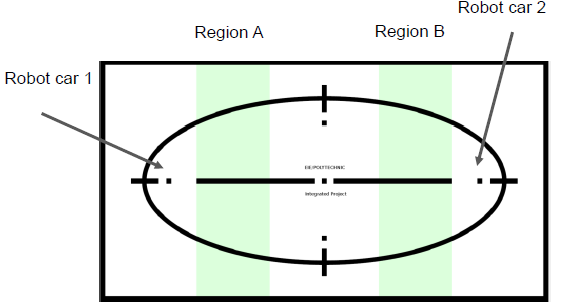 Robot car 2
Region A
Region B
Robot car 1
EIE/POLYTECHNIC
Integrated Project